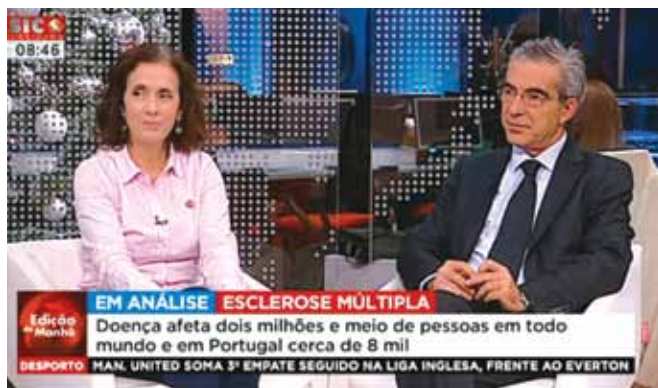 SIC
08:46
Edição da Manhã
EM ANÁLISE ESCLEROSE MÚLTIPLA
Doença afeta dois milhões e meio de pessoas em todo
mundo e em Portugal cerca de 8 mil
DESPORTO MAN. UNITED SOMA 3º EMPATE SEGUIDO NA LIGA INGLESA, FRENTE AO EVERTON